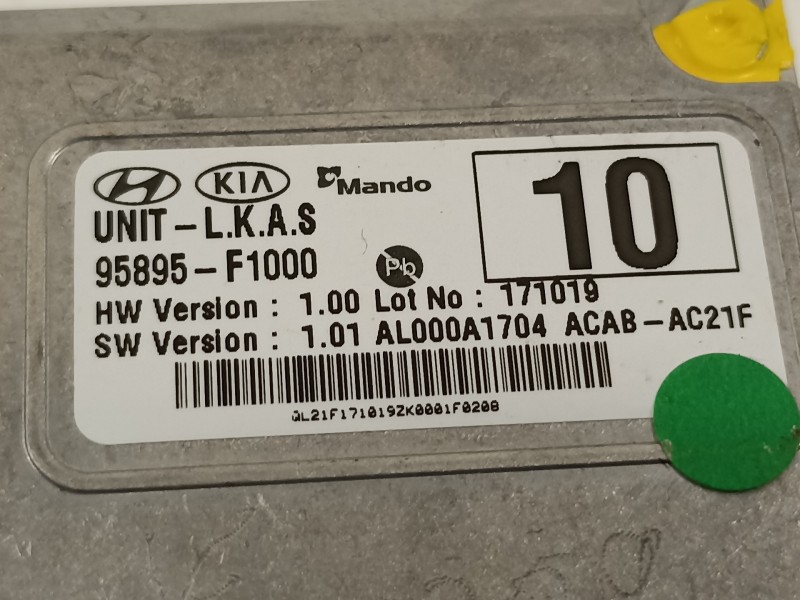 KIA Mando
10
UNIT-L.K.A.S
95895-F1000 Pb
HW Version : 1.00 Lot No : 171019
SW Version : 1.01 AL000A1704 ACAB-AC21F
QL21F171019ZK0001F0208